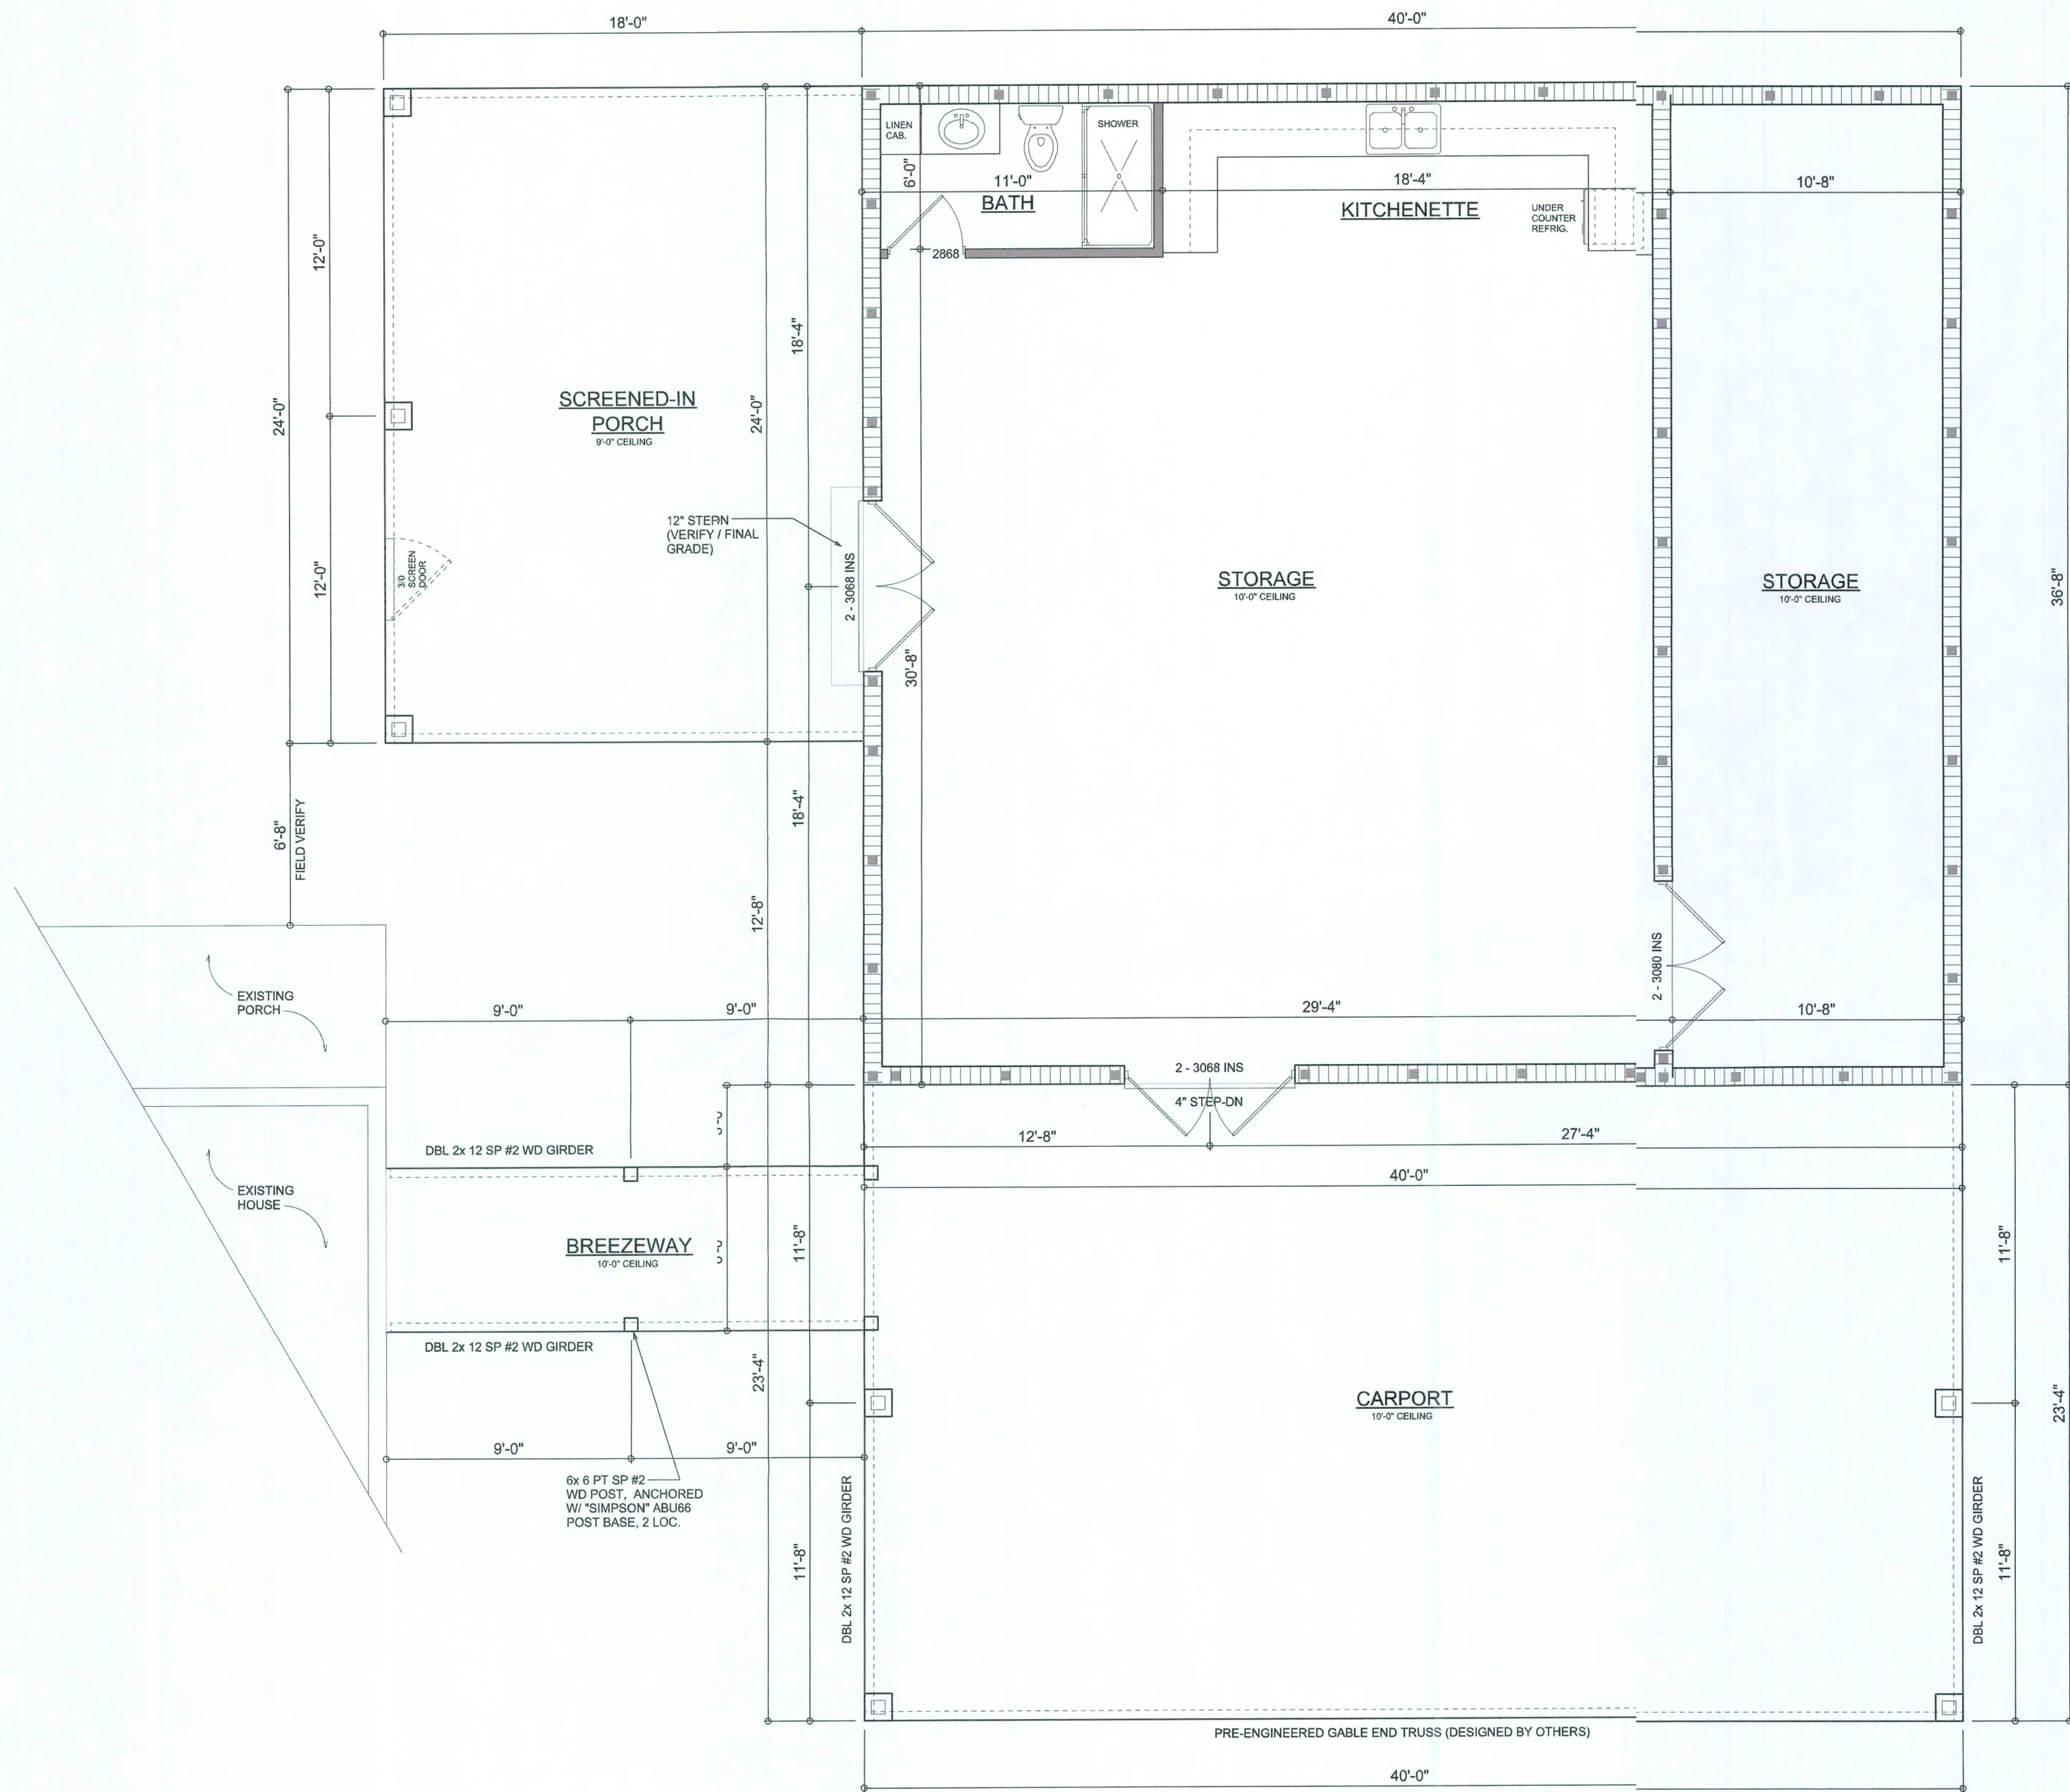 18'-0"
40'-0"
LINEN
CAB.
SHOWER
6'-0"
11'-0"
BATH
18'-4"
KITCHENETTE
UNDER
COUNTER
REFRIG.
10'-8"
2868
12'-0"
24'-0"
18'-4"
24'-0"
SCREENED-IN
PORCH
9'-0" CEILING
12" STEPN
(VERIFY / FINAL
GRADE)
2 - 3068 INS
3/0
SCREEN
DOOR
12'-0"
STORAGE
10'-0" CEILING
STORAGE
10'-0" CEILING
36'-8"
30'-8"
6'-8"
FIELD VERIFY
18'-4"
12'-8"
2 - 3080 INS
EXISTING
PORCH
9'-0"
9'-0"
29'-4"
10'-8"
2 - 3068 INS
4" STEP-DN
12'-8"
27'-4"
DBL 2x 12 SP #2 WD GIRDER
40'-0"
EXISTING
HOUSE
BREEZEWAY
10'-0" CEILING
11'-8"
11'-8"
DBL 2x 12 SP #2 WD GIRDER
23'-4"
CARPORT
10'-0" CEILING
23'-4"
9'-0"
9'-0"
6x 6 PT SP #2
WD POST, ANCHORED
W/ "SIMPSON" ABU66
POST BASE, 2 LOC.
11'-8"
DBL 2x 12 SP #2 WD GIRDER
DBL 2x 12 SP #2 WD GIRDER
11'-8"
PRE-ENGINEERED GABLE END TRUSS (DESIGNED BY OTHERS)
40'-0"